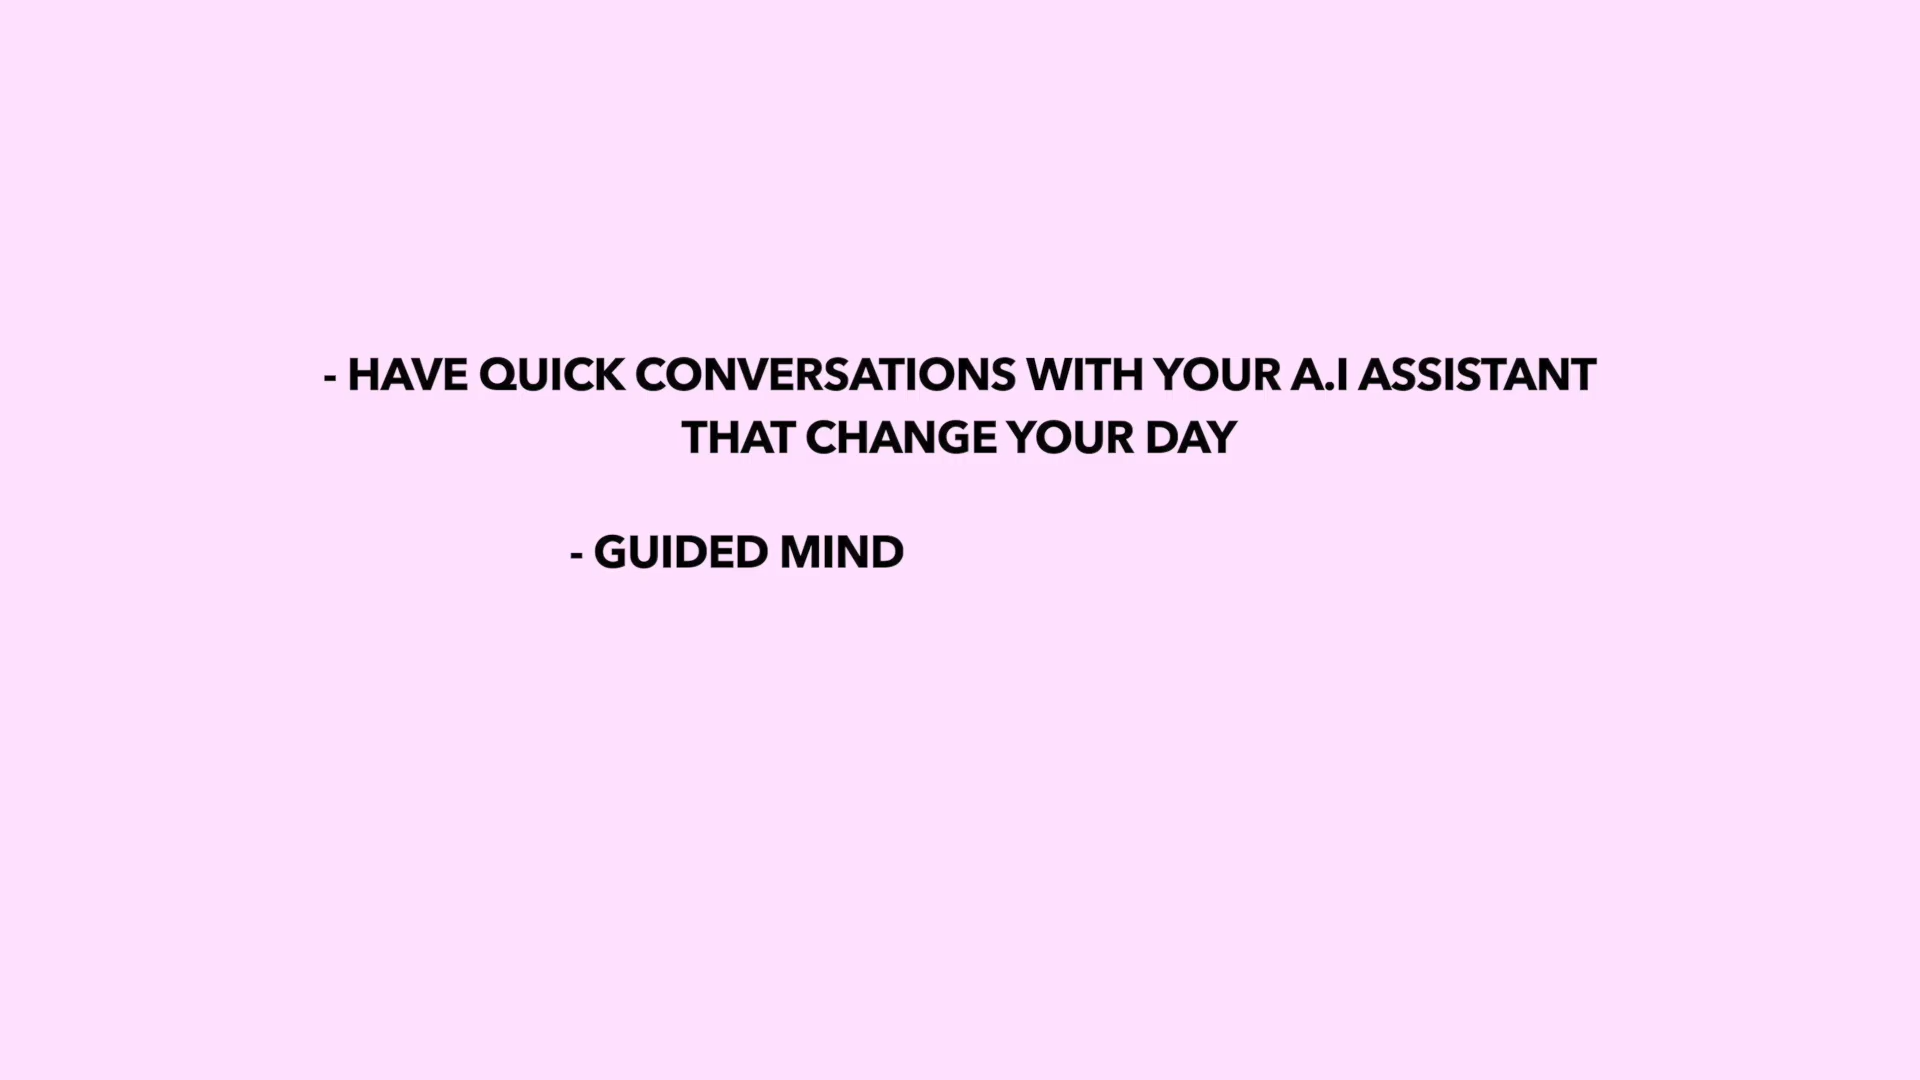 - HAVE QUICK CONVERSATIONS WITH YOUR A.I ASSISTANT
THAT CHANGE YOUR DAY
- GUIDED MIND